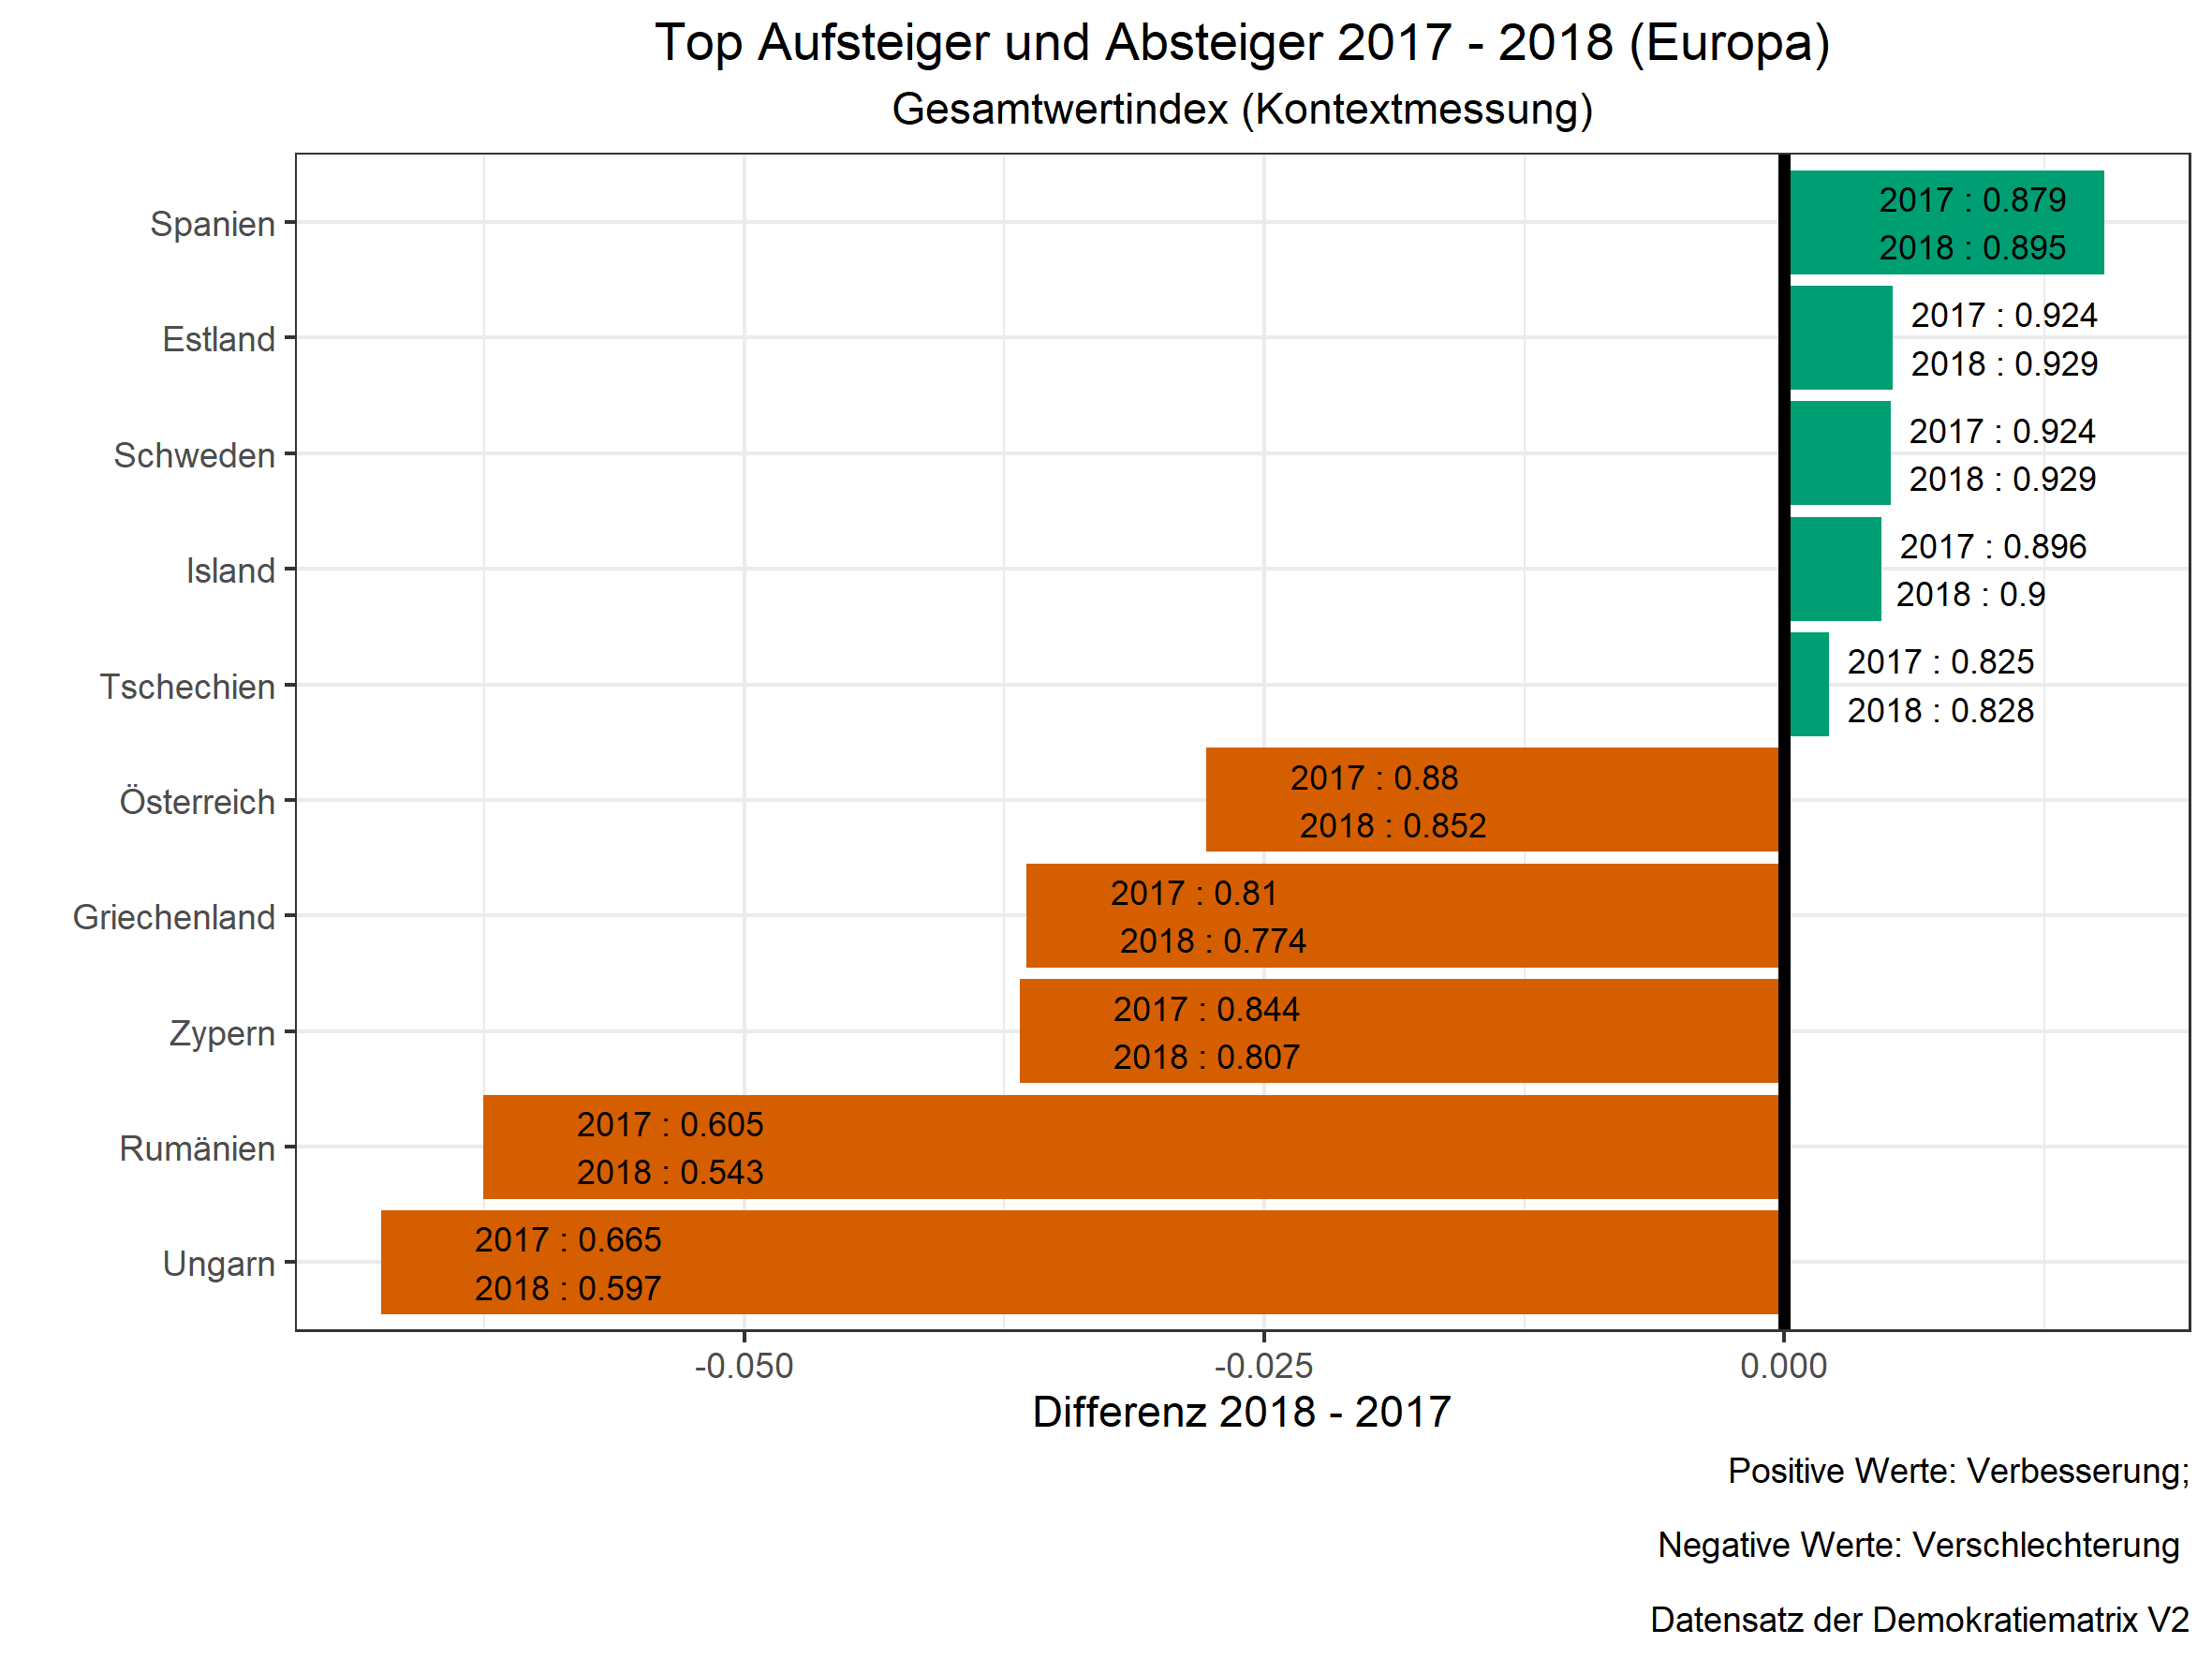 Top Aufsteiger und Absteiger 2017 - 2018 (Europa)
Gesamtwertindex (Kontextmessung)
Spanien
2017 : 0.879
2018 : 0.895
Estland
2017 : 0.924
2018 : 0.929
Schweden
2017 : 0.924
2018 : 0.929
Island
2017 : 0.896
2018 : 0.9
Tschechien
2017 : 0.825
2018 : 0.828
Österreich
2017 : 0.88
2018 : 0.852
Griechenland
2017 : 0.81
2018 : 0.774
Zypern
2017 : 0.844
2018 : 0.807
Rumänien
2017 : 0.605
2018 : 0.543
Ungarn
2017 : 0.665
2018 : 0.597
-0.050 -0.025 0.000
Differenz 2018 - 2017
Positive Werte: Verbesserung;
Negative Werte: Verschlechterung
Datensatz der Demokratiematrix V2